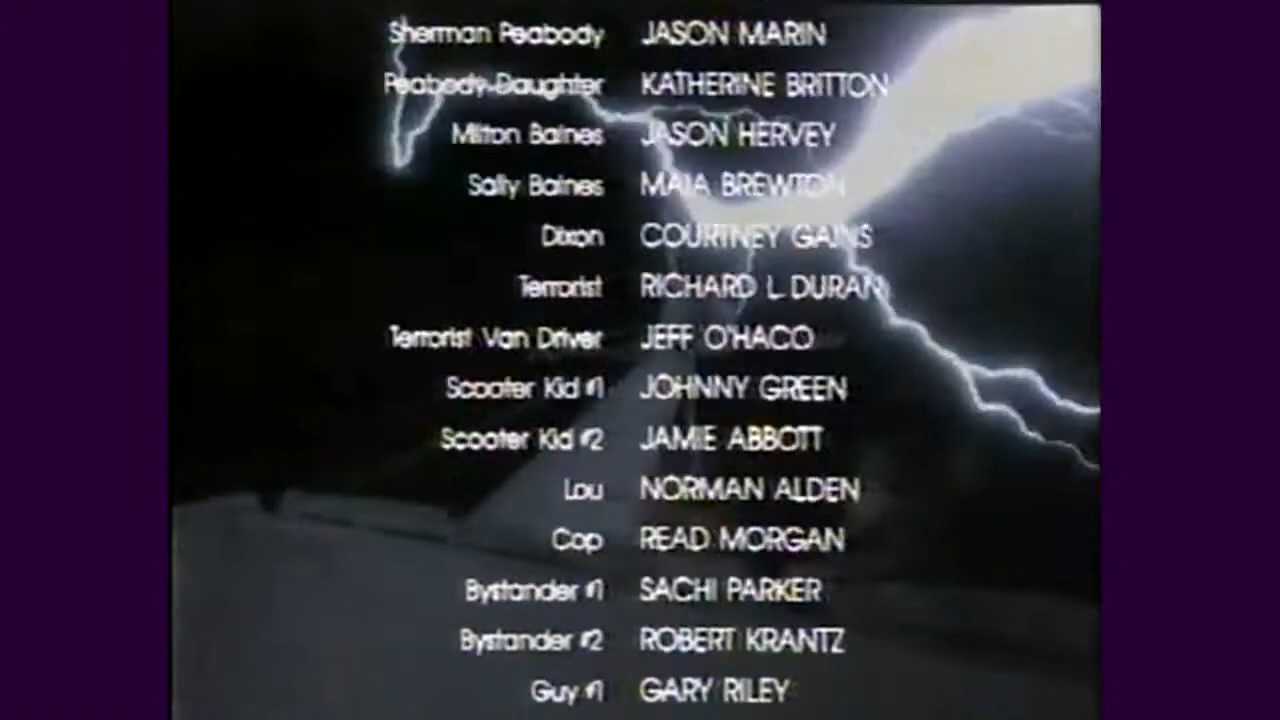 Sherman Peabody JASON MARIN
Peabody Daughter KATHERINE BRITTON
Milton Baines JASON HERVEY
Sally Baines MAIA BREWTON
Dixon COURTNEY GAINS
Terrorist RICHARD L. DURAN
Terrorist Van Driver JEFF O'HACO
Scooter Kid #1 JOHNNY GREEN
Scooter Kid #2 JAMIE ABBOTT
Lou NORMAN ALDEN
Cop READ MORGAN
Bystander #1 SACHI PARKER
Bystander #2 ROBERT KRANTZ
Guy #1 GARY RILEY